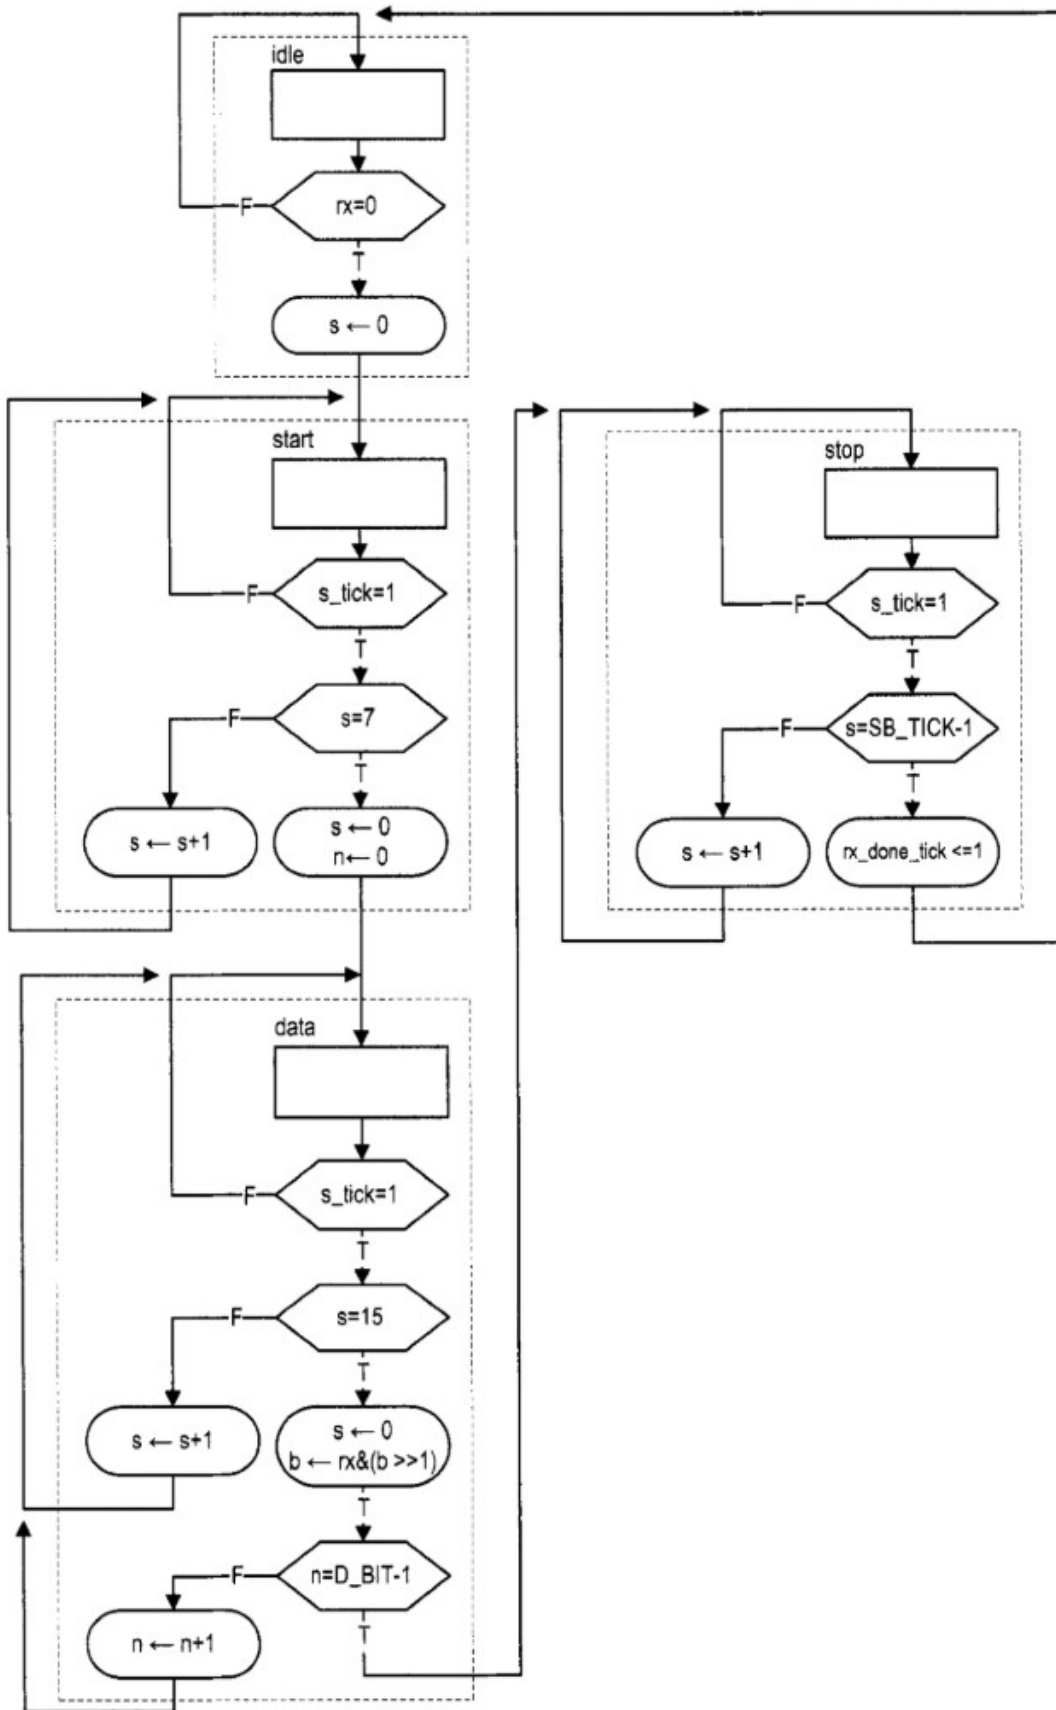 idle
rx=0
F
T
s ← 0
start
s_tick=1
F
T
s=7
F
T
s ← s+1
s ← 0
n← 0
data
s_tick=1
F
T
s=15
F
T
s ← s+1
s ← 0
b ← rx&(b >>1)
T
n=D_BIT-1
F
T
n ← n+1
stop
s_tick=1
F
T
s=SB_TICK-1
F
T
s ← s+1
rx_done_tick <=1